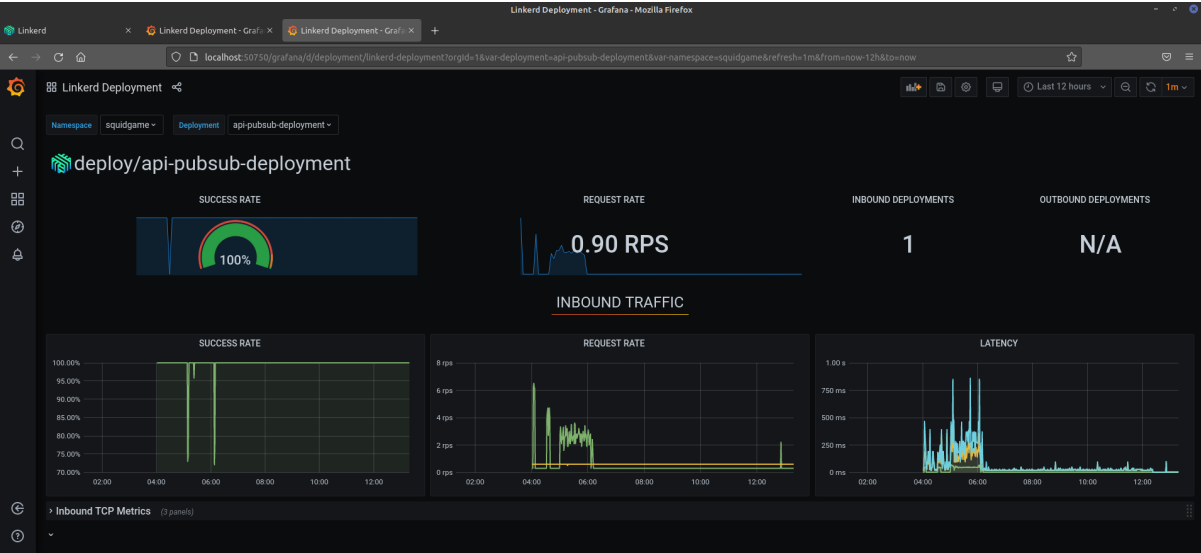 Linkerd Deployment - Grafana - Mozilla Firefox
Linkerd
Linkerd Deployment - Grafa
Linkerd Deployment - Grafa
localhost:50750/grafana/d/deployment/linkerd-deployment?orgId=1&var-deployment=api-pubsub-deployment&var-namespace=squidgame&refresh=1m&from=now-12h&to=now
Linkerd Deployment
Last 12 hours
1m
Namespace squidgame Deployment api-pubsub-deployment
deploy/api-pubsub-deployment
SUCCESS RATE
100%
REQUEST RATE
0.90 RPS
INBOUND DEPLOYMENTS
1
OUTBOUND DEPLOYMENTS
N/A
INBOUND TRAFFIC
SUCCESS RATE
100.00%
95.00%
90.00%
85.00%
80.00%
75.00%
70.00%
02:00 04:00 06:00 08:00 10:00 12:00
REQUEST RATE
8 rps
6 rps
4 rps
2 rps
0 rps
02:00 04:00 06:00 08:00 10:00 12:00
LATENCY
1.00 s
750 ms
500 ms
250 ms
0 ms
02:00 04:00 06:00 08:00 10:00 12:00
Inbound TCP Metrics (3 panels)